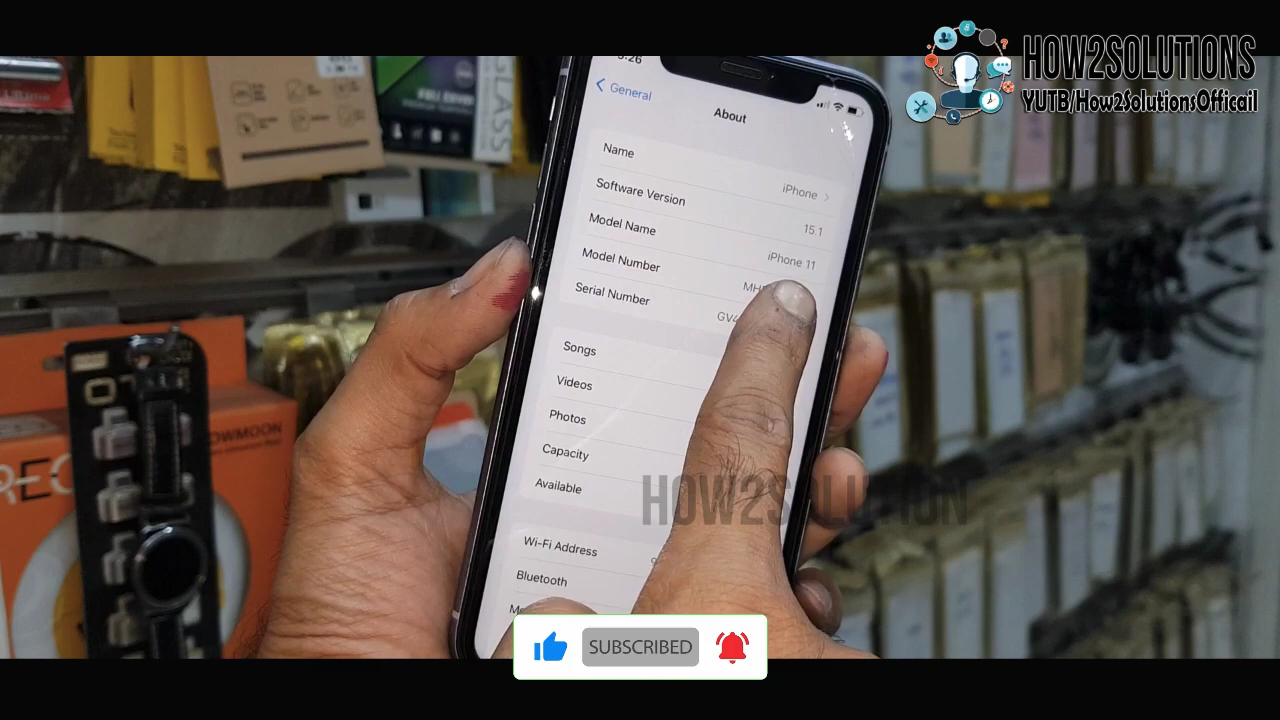 HOW2SOLUTIONS
YUTB/How2SolutionsOfficail
General
About
Name
iPhone
Software Version
15.1
Model Name
iPhone 11
Model Number
Serial Number
Songs
Videos
Photos
Capacity
Available
Wi-Fi Address
Bluetooth
HOW2SOLUTION
SUBSCRIBED
GLASS